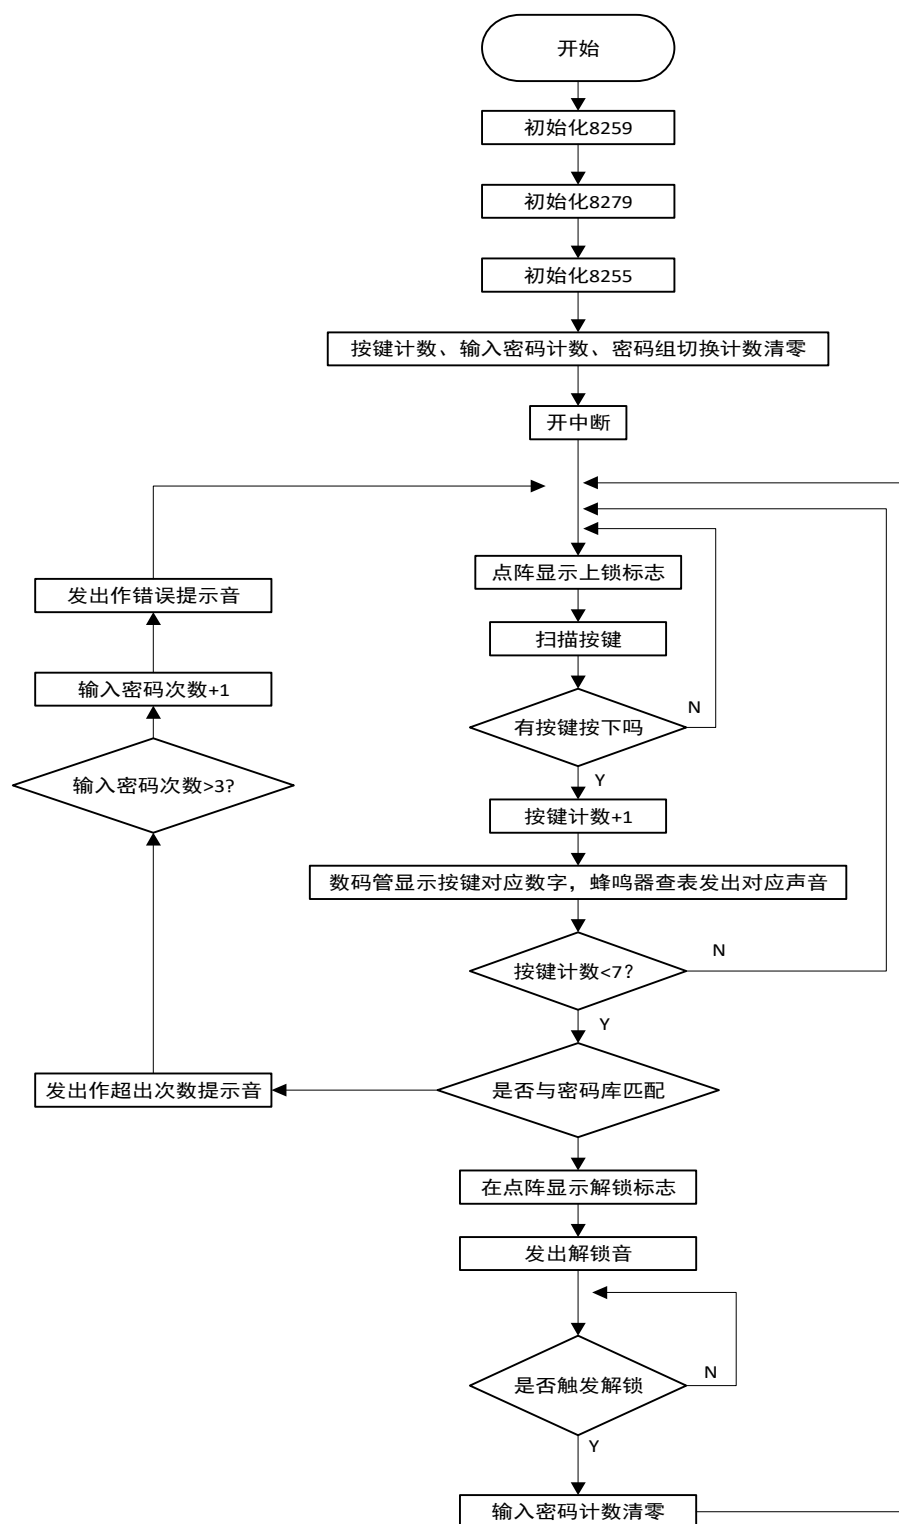 开始
初始化8259
初始化8279
初始化8255
按键计数、输入密码计数、密码组切换计数清零
开中断
点阵显示上锁标志
发出作错误提示音
扫描按键
输入密码次数+1
N
有按键按下吗
输入密码次数>3?
Y
按键计数+1
数码管显示按键对应数字，蜂鸣器查表发出对应声音
N
按键计数<7?
Y
发出作超出次数提示音
是否与密码库匹配
在点阵显示解锁标志
发出解锁音
N
是否触发解锁
Y
输入密码计数清零